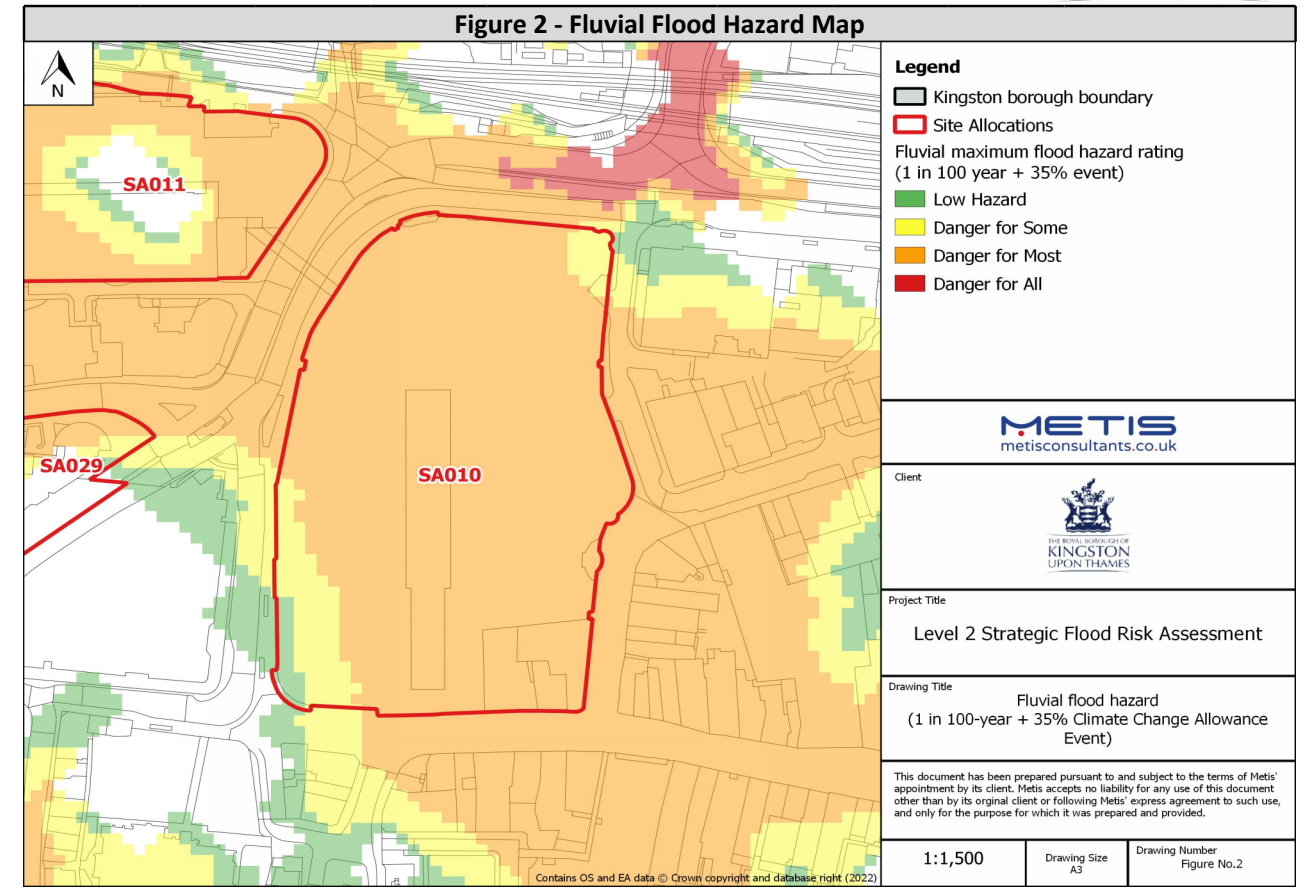 Figure 2 - Fluvial Flood Hazard Map
N
SA011
SA029
SA010
Contains OS and EA data © Crown copyright and database right (2022)
Legend
Kingston borough boundary
Site Allocations
Fluvial maximum flood hazard rating
(1 in 100 year + 35% event)
Low Hazard
Danger for Some
Danger for Most
Danger for All
METIS
metisconsultants.co.uk
Client
THE ROYAL BOROUGH OF
KINGSTON
UPON THAMES
Project Title
Level 2 Strategic Flood Risk Assessment
Drawing Title
Fluvial flood hazard
(1 in 100-year + 35% Climate Change Allowance
Event)
This document has been prepared pursuant to and subject to the terms of Metis'
appointment by its client. Metis accepts no liability for any use of this document
other than by its orginal client or following Metis' express agreement to such use,
and only for the purpose for which it was prepared and provided.
1:1,500
Drawing Size
A3
Drawing Number
Figure No.2